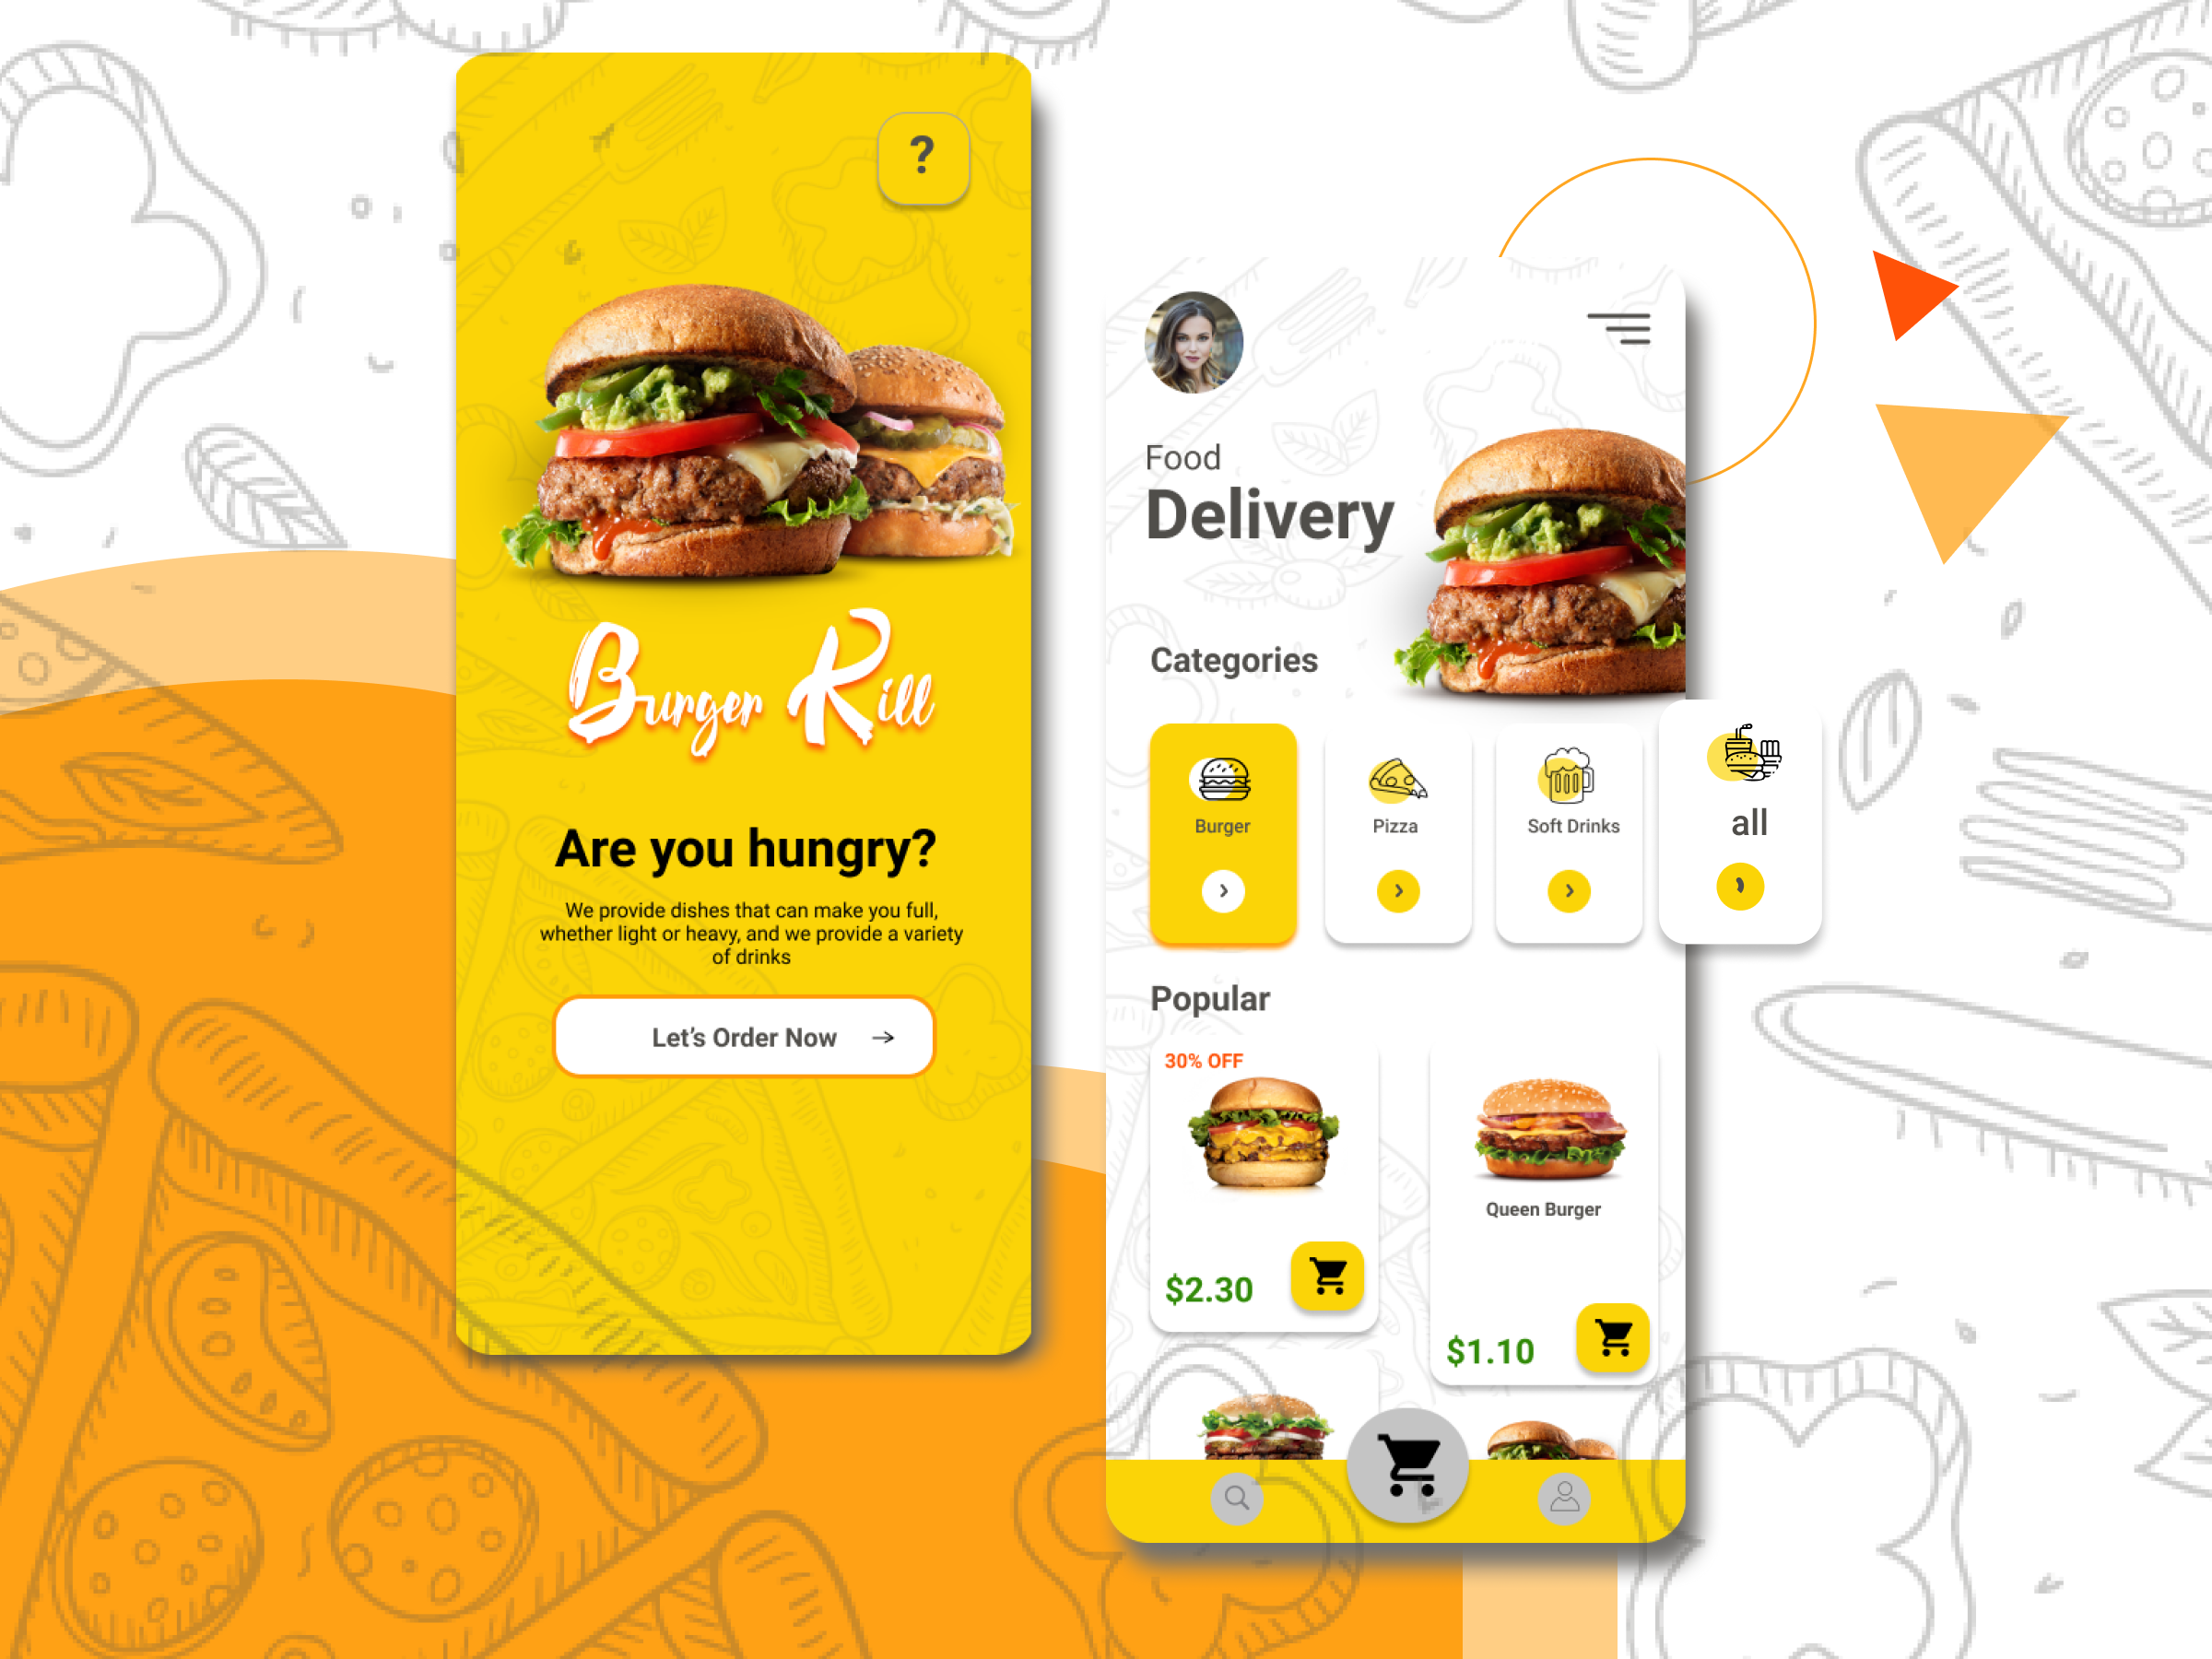 ?
Burger Kill
Are you hungry?
We provide dishes that can make you full,
whether light or heavy, and we provide a variety
of drinks
Let's Order Now →
Food
Delivery
Categories
Burger
Pizza
Soft Drinks
all
Popular
30% OFF
$2.30
Queen Burger
$1.10